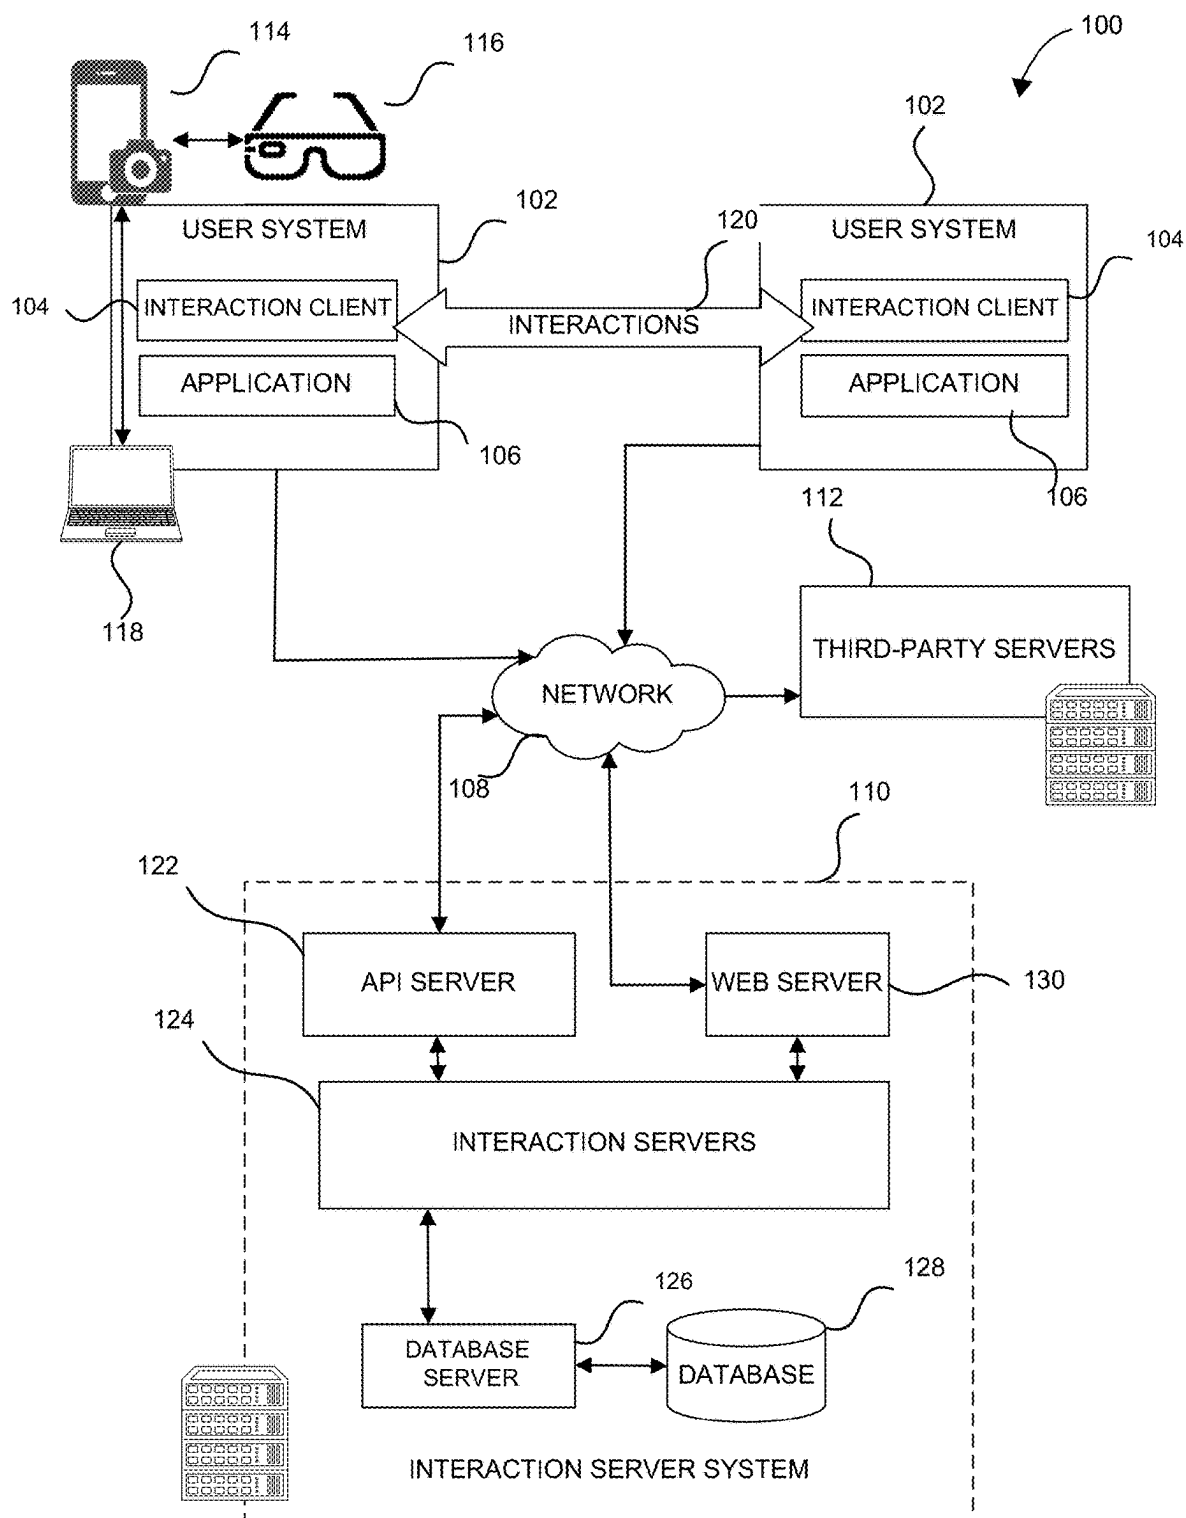 114
116
100
102
102
120
USER SYSTEM
USER SYSTEM
104
104
INTERACTION CLIENT
INTERACTIONS
INTERACTION CLIENT
APPLICATION
APPLICATION
106
106
112
118
THIRD-PARTY SERVERS
NETWORK
108
110
122
API SERVER
WEB SERVER
130
124
INTERACTION SERVERS
126
128
DATABASE
SERVER
DATABASE
INTERACTION SERVER SYSTEM